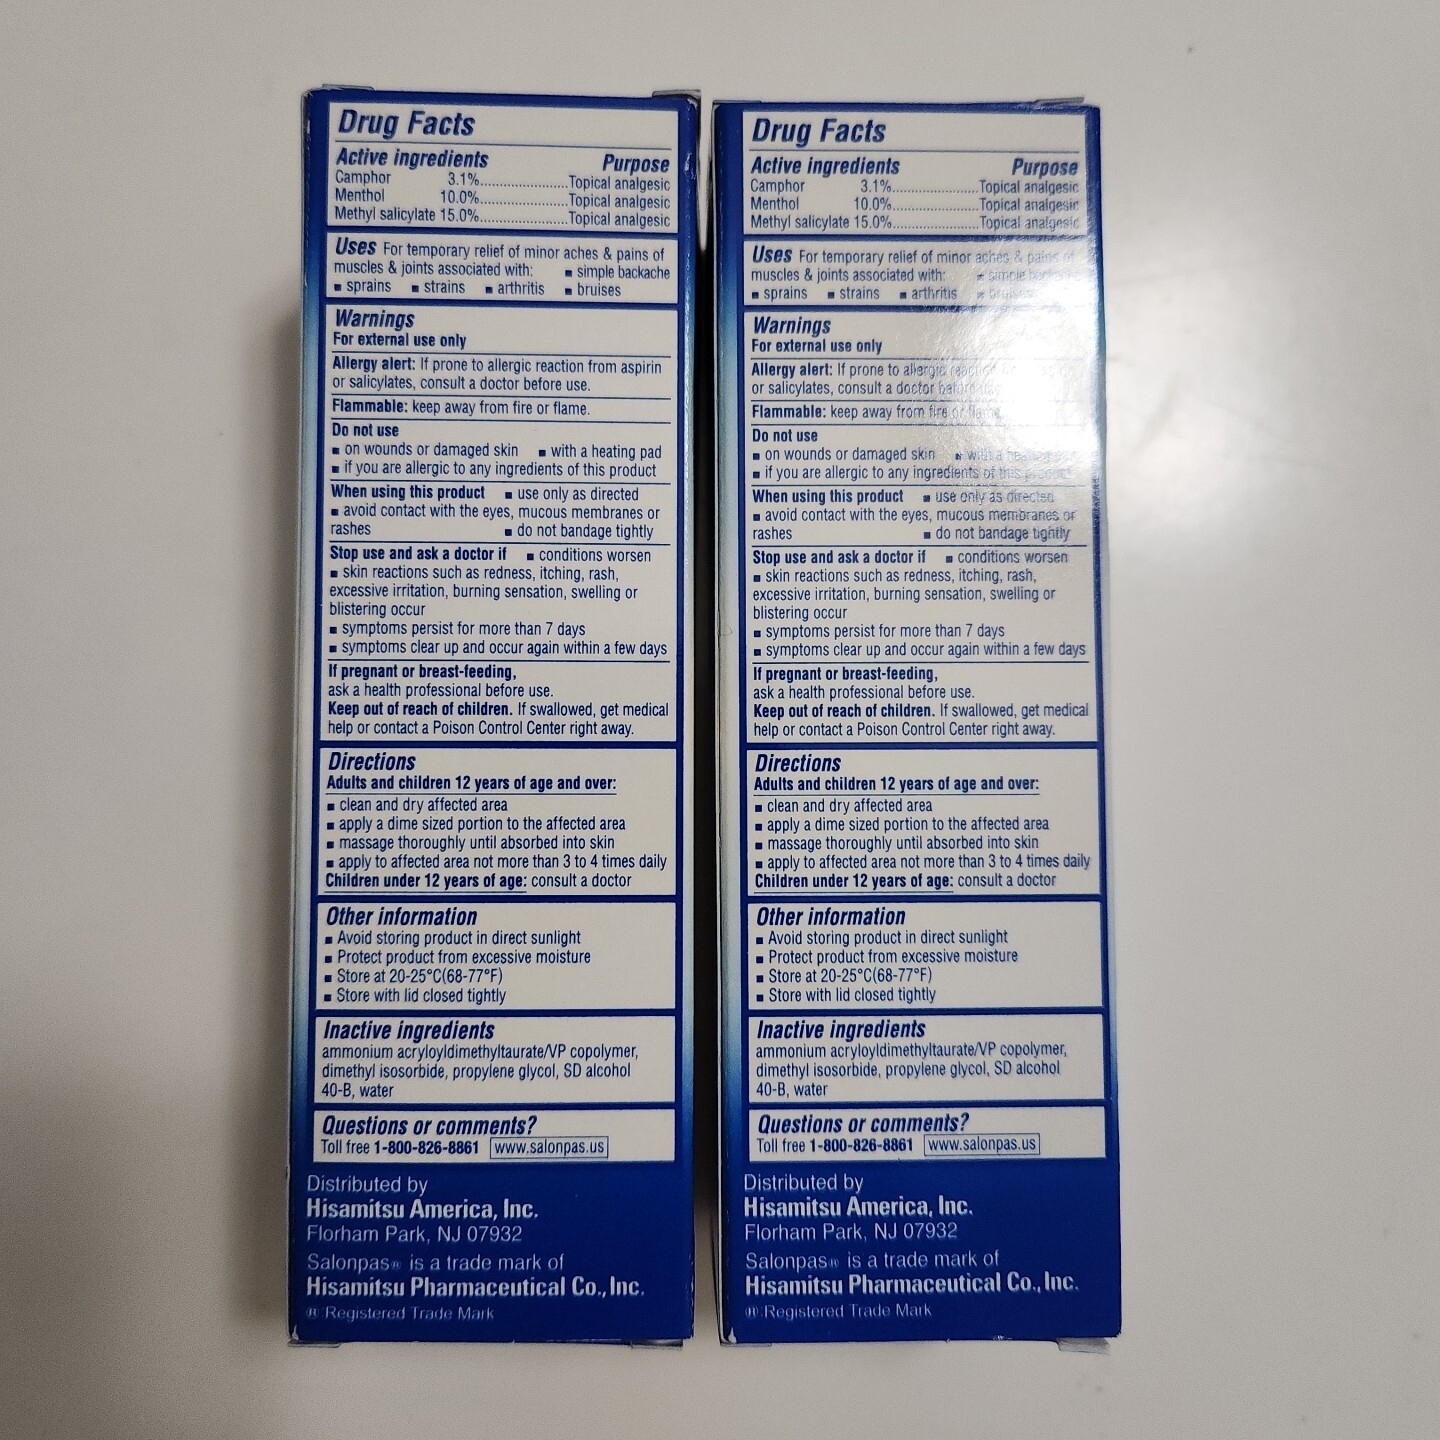 Drug Facts
Active ingredients Purpose
Camphor 3.1%......................Topical analgesic
Menthol 10.0%......................Topical analgesic
Methyl salicylate 15.0%......................Topical analgesic
Uses For temporary relief of minor aches & pains of
muscles & joints associated with: ▪ simple backache
▪ sprains ▪ strains ▪ arthritis ▪ bruises
Warnings
For external use only
Allergy alert: If prone to allergic reaction from aspirin
or salicylates, consult a doctor before use.
Flammable: keep away from fire or flame.
Do not use
▪ on wounds or damaged skin ▪ with a heating pad
▪ if you are allergic to any ingredients of this product
When using this product ▪ use only as directed
▪ avoid contact with the eyes, mucous membranes or
rashes ▪ do not bandage tightly
Stop use and ask a doctor if ▪ conditions worsen
▪ skin reactions such as redness, itching, rash,
excessive irritation, burning sensation, swelling or
blistering occur
▪ symptoms persist for more than 7 days
▪ symptoms clear up and occur again within a few days
If pregnant or breast-feeding,
ask a health professional before use.
Keep out of reach of children. If swallowed, get medical
help or contact a Poison Control Center right away.
Directions
Adults and children 12 years of age and over:
▪ clean and dry affected area
▪ apply a dime sized portion to the affected area
▪ massage thoroughly until absorbed into skin
▪ apply to affected area not more than 3 to 4 times daily
Children under 12 years of age: consult a doctor
Other information
▪ Avoid storing product in direct sunlight
▪ Protect product from excessive moisture
▪ Store at 20-25°C(68-77°F)
▪ Store with lid closed tightly
Inactive ingredients
ammonium acryloyldimethyltaurate/VP copolymer,
dimethyl isosorbide, propylene glycol, SD alcohol
40-B, water
Questions or comments?
Toll free 1-800-826-8861 www.salonpas.us
Distributed by
Hisamitsu America, Inc.
Florham Park, NJ 07932
Salonpas® is a trade mark of
Hisamitsu Pharmaceutical Co., Inc.
®:Registered Trade Mark
Drug Facts
Active ingredients Purpose
Camphor 3.1%......................Topical analgesic
Menthol 10.0%......................Topical analgesic
Methyl salicylate 15.0%......................Topical analgesic
Uses For temporary relief of minor aches & pains of
muscles & joints associated with: ▪ simple backache
▪ sprains ▪ strains ▪ arthritis ▪ bruises
Warnings
For external use only
Allergy alert: If prone to allergic reaction
or salicylates, consult a doctor before
Flammable: keep away from fire or flame.
Do not use
▪ on wounds or damaged skin ▪ with a heating
▪ if you are allergic to any ingredients of this product
When using this product ▪ use only as directed
▪ avoid contact with the eyes, mucous membranes or
rashes ▪ do not bandage tightly
Stop use and ask a doctor if ▪ conditions worsen
▪ skin reactions such as redness, itching, rash,
excessive irritation, burning sensation, swelling or
blistering occur
▪ symptoms persist for more than 7 days
▪ symptoms clear up and occur again within a few days
If pregnant or breast-feeding,
ask a health professional before use.
Keep out of reach of children. If swallowed, get medical
help or contact a Poison Control Center right away.
Directions
Adults and children 12 years of age and over:
▪ clean and dry affected area
▪ apply a dime sized portion to the affected area
▪ massage thoroughly until absorbed into skin
▪ apply to affected area not more than 3 to 4 times daily
Children under 12 years of age: consult a doctor
Other information
▪ Avoid storing product in direct sunlight
▪ Protect product from excessive moisture
▪ Store at 20-25°C(68-77°F)
▪ Store with lid closed tightly
Inactive ingredients
ammonium acryloyldimethyltaurate/VP copolymer,
dimethyl isosorbide, propylene glycol, SD alcohol
40-B, water
Questions or comments?
Toll free 1-800-826-8861 www.salonpas.us
Distributed by
Hisamitsu America, Inc.
Florham Park, NJ 07932
Salonpas® is a trade mark of
Hisamitsu Pharmaceutical Co., Inc.
®:Registered Trade Mark